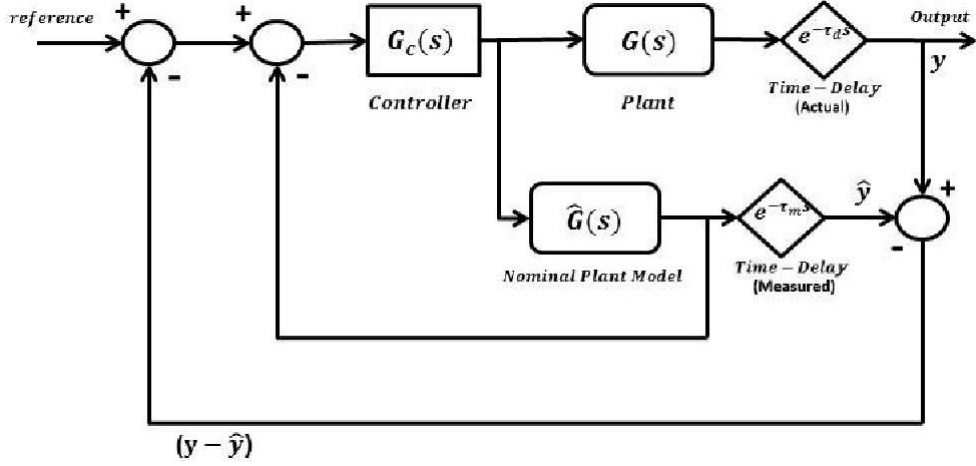 reference
+
-
+
-
G_c(s)
Controller
G(s)
Plant
e^{-τ_d s}
Time – Delay
(Actual)
Output
y
Ĝ(s)
Nominal Plant Model
e^{-τ_m s}
Time – Delay
(Measured)
ŷ
+
-
(y – ŷ)